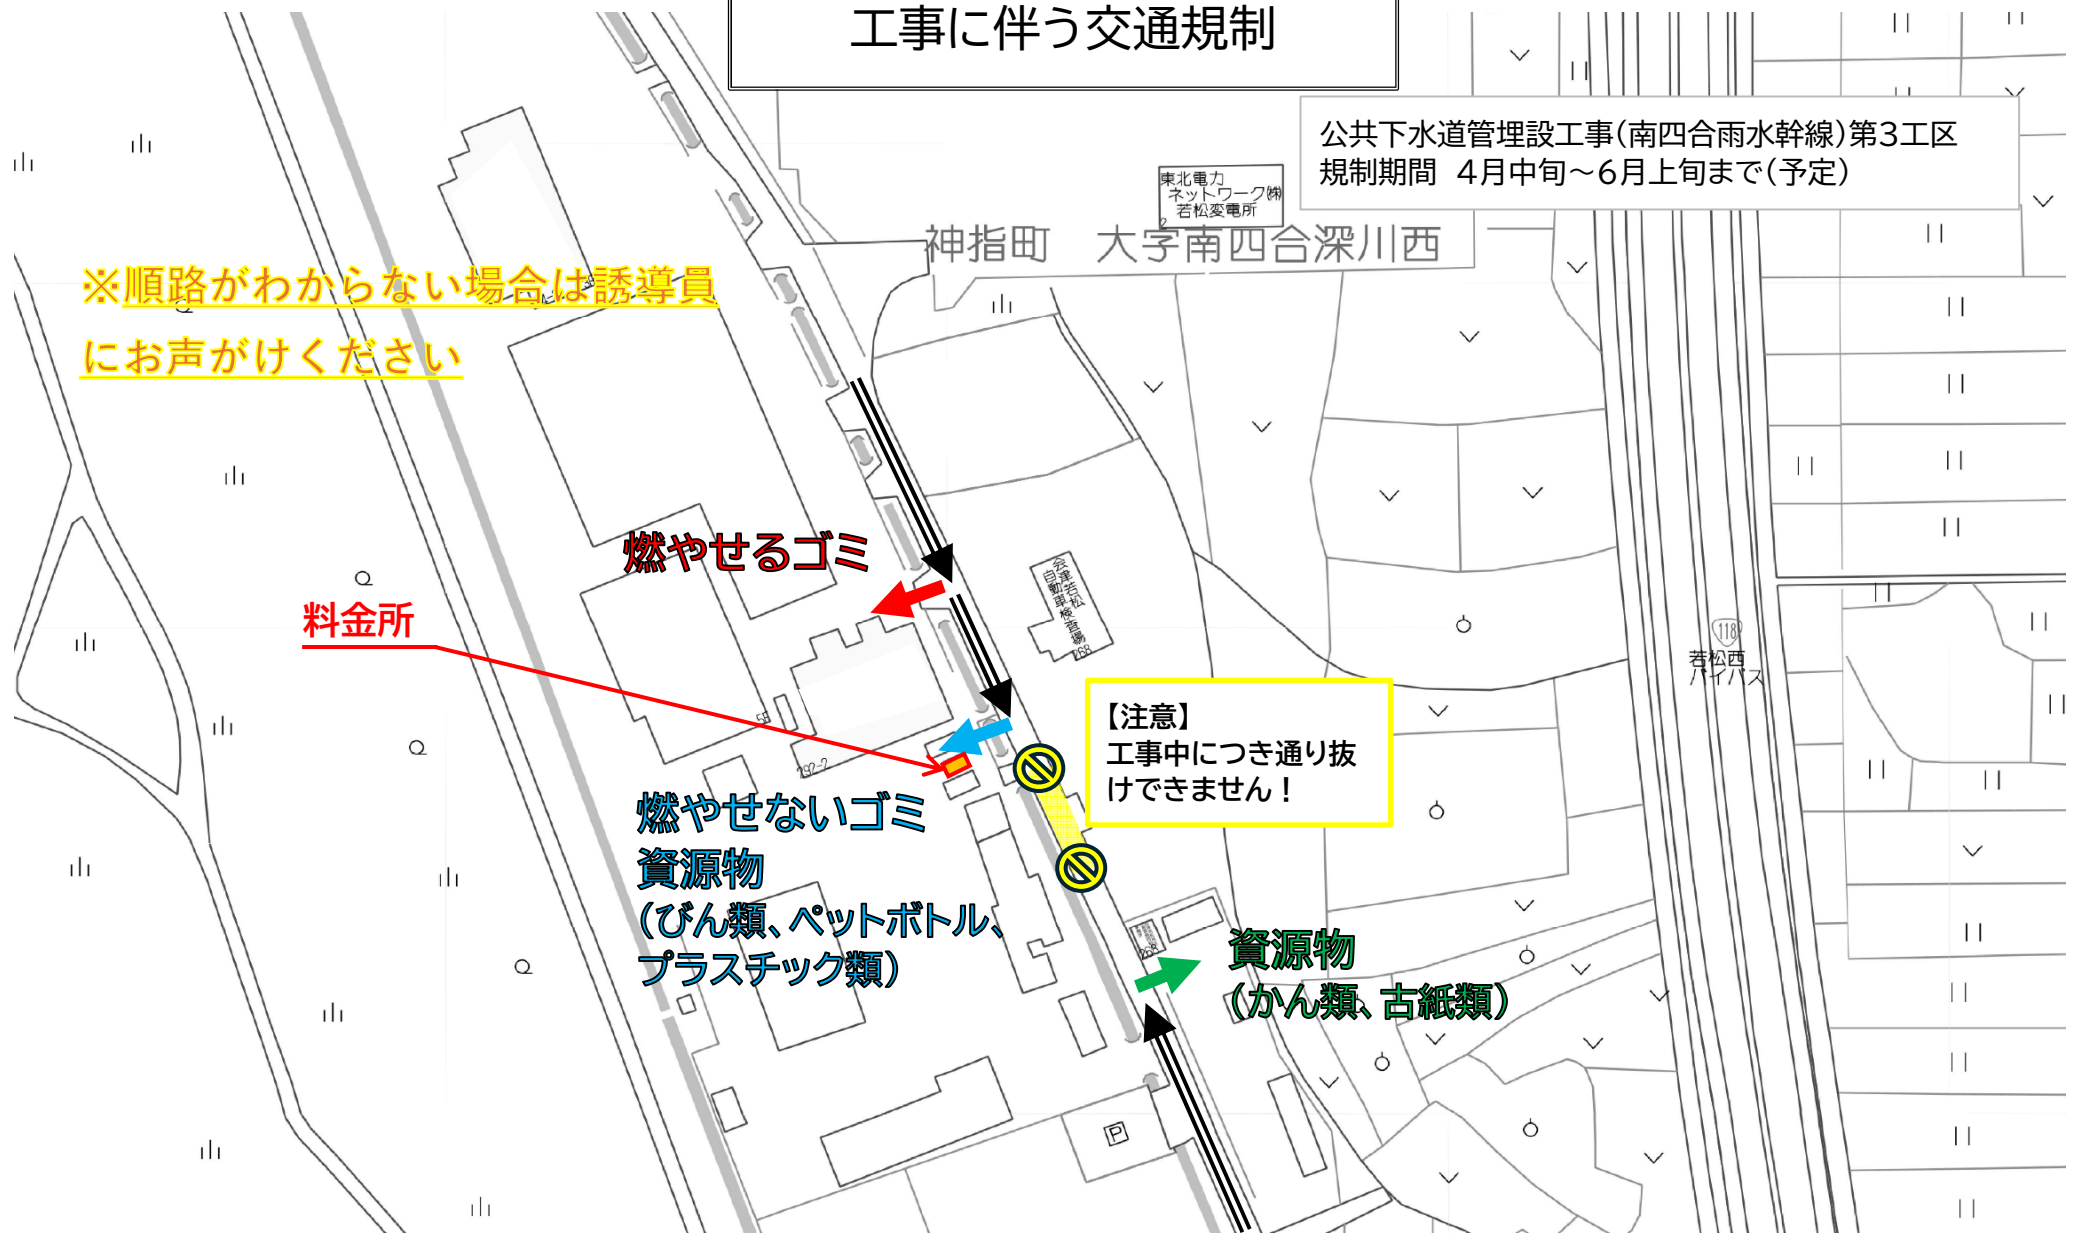 工事に伴う交通規制
公共下水道管埋設工事(南四合雨水幹線)第3工区
規制期間 4月中旬～6月上旬まで(予定)
東北電力
ネットワーク㈱
若松変電所
2
神指町 大字南四合深川西
※順路がわからない場合は誘導員
にお声がけください
燃やせるゴミ
料金所
会津若松
自動車検査場
268
118
若松西
バイパス
【注意】
工事中につき通り抜
けできません！
58
292-2
燃やせないゴミ
資源物
(びん類、ペットボトル、
プラスチック類)
268
資源物
(かん類、古紙類)
P